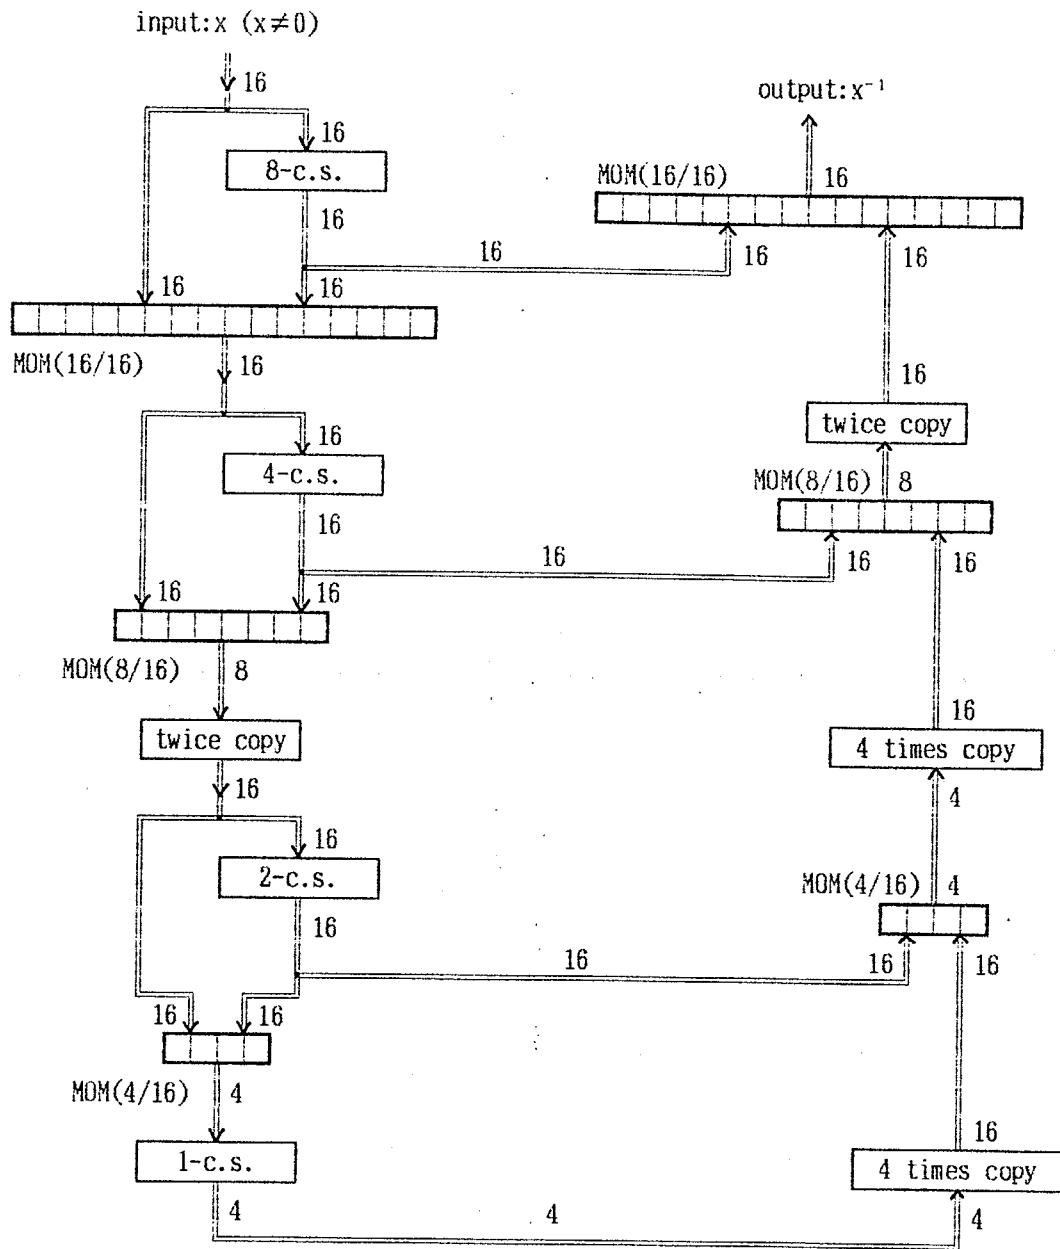 input:x (x≠0)
16
output:x⁻¹
16
8-c.s.
MOM(16/16)
16
16
16
16
16
16
16
MOM(16/16)
16
16
16
twice copy
4-c.s.
MOM(8/16)
8
16
16
16
16
16
16
MOM(8/16)
8
twice copy
16
4 times copy
16
4
16
2-c.s.
MOM(4/16)
4
16
16
16
16
16
16
MOM(4/16)
4
16
1-c.s.
4 times copy
4
4
4